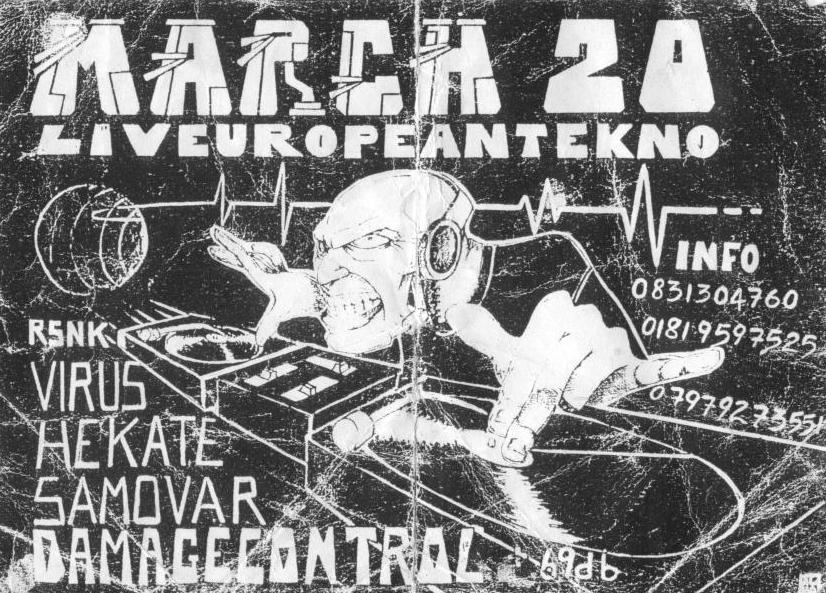 MARCH 20
LIVEUROPEANTEKNO
INFO
0831304760
01819597525
07979273551
RSNK
VIRUS
HEKATE
SAMOVAR
DAMAGECONTROL + 69db